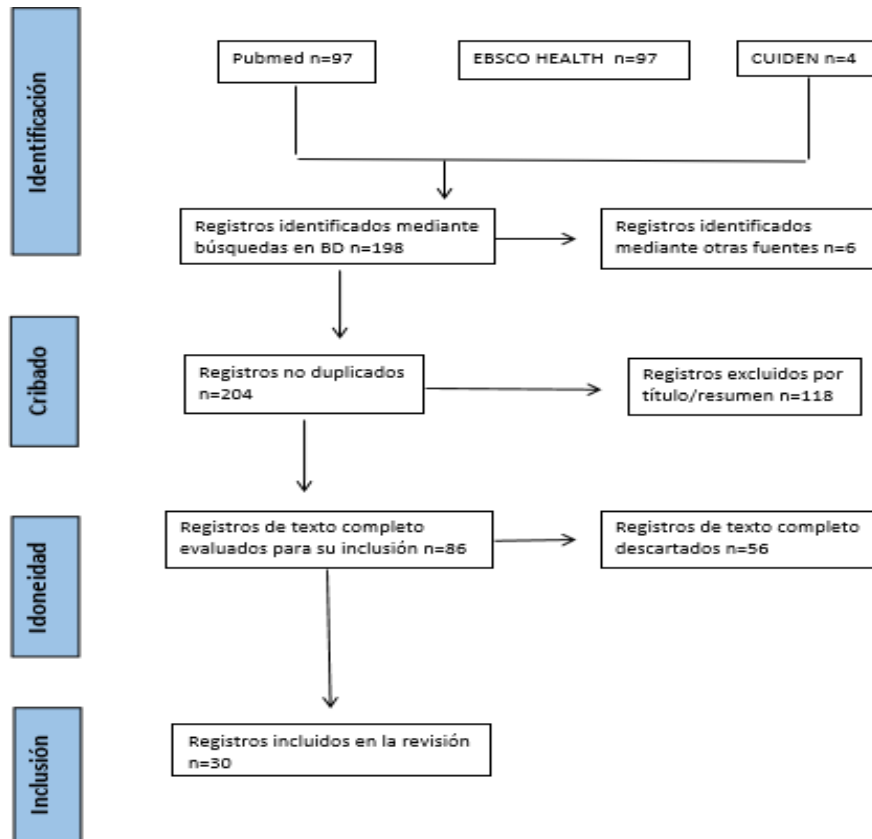 Identificación
Pubmed n=97
EBSCO HEALTH n=97
CUIDEN n=4
Registros identificados mediante
búsquedas en BD n=198
Registros identificados
mediante otras fuentes n=6
Cribado
Registros no duplicados
n=204
Registros excluidos por
título/resumen n=118
Idoneidad
Registros de texto completo
evaluados para su inclusión n=86
Registros de texto completo
descartados n=56
Inclusión
Registros incluidos en la revisión
n=30